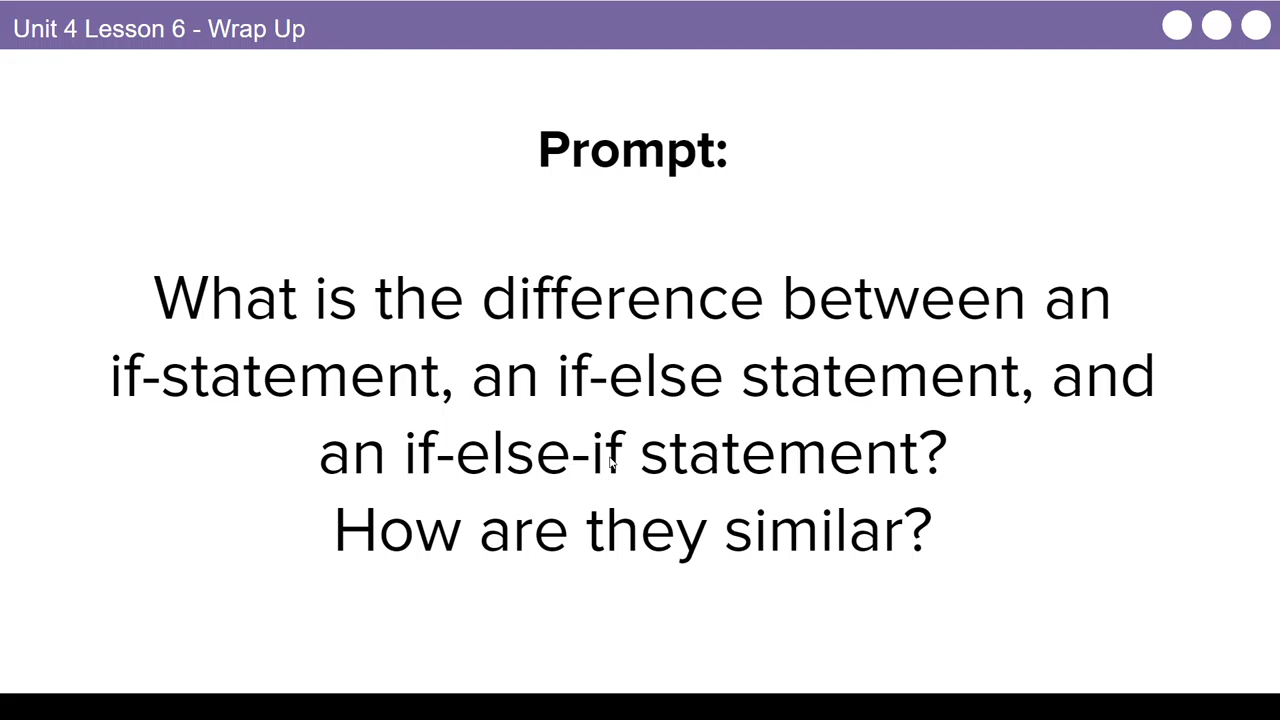 Unit 4 Lesson 6 - Wrap Up
Prompt:
What is the difference between an
if-statement, an if-else statement, and
an if-else-if statement?
How are they similar?